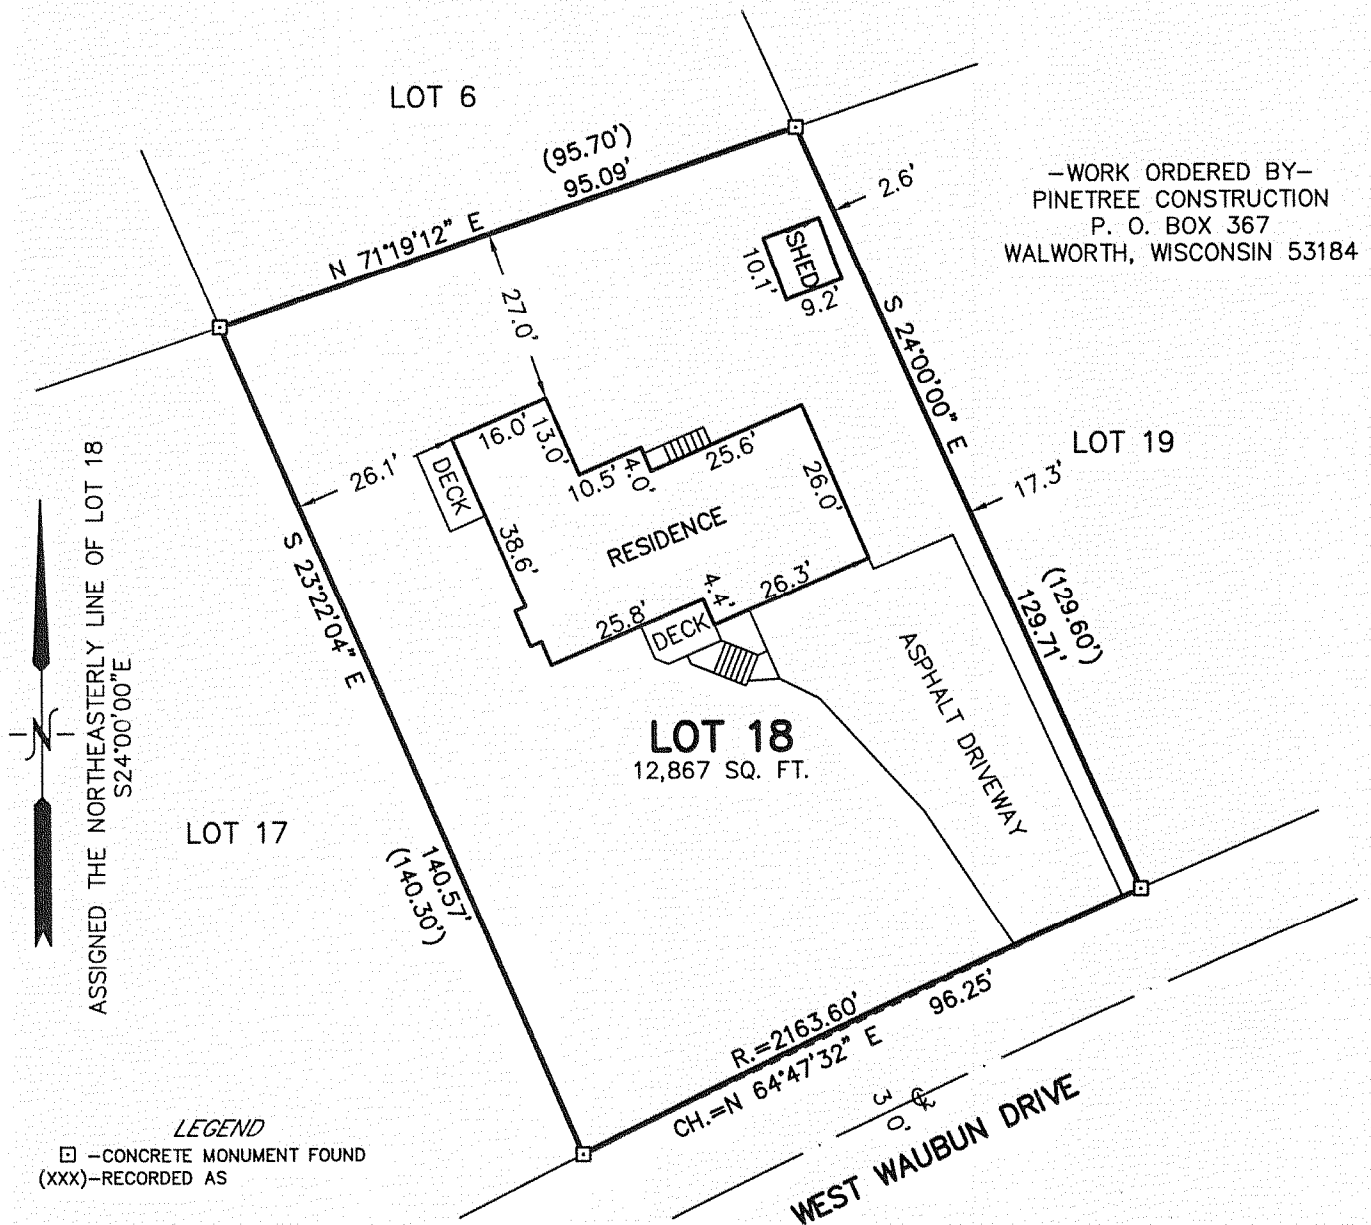 LOT 6
(95.70')
95.09'
N 71°19'12" E
-WORK ORDERED BY-
PINETREE CONSTRUCTION
P. O. BOX 367
WALWORTH, WISCONSIN 53184
2.6'
SHED
10.1'
9.2'
27.0'
S 24°00'00" E
LOT 19
17.3'
(129.60')
129.71'
16.0'
13.0'
10.5'
4.0'
25.6'
26.0'
26.1'
DECK
38.6'
RESIDENCE
25.8'
4.4'
26.3'
DECK
S 23°22'04" E
ASPHALT DRIVEWAY
LOT 18
12,867 SQ. FT.
ASSIGNED THE NORTHEASTERLY LINE OF LOT 18
S24°00'00"E
N
LOT 17
140.57'
(140.30')
R.=2163.60'
96.25'
CH.=N 64°47'32" E
30'
WEST WAUBUN DRIVE
LEGEND
⊡ -CONCRETE MONUMENT FOUND
(XXX)-RECORDED AS